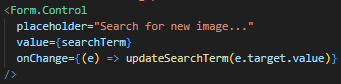 <Form.Control
placeholder="Search for new image..."
value={searchTerm}
onChange={(e) => updateSearchTerm(e.target.value)}
/>